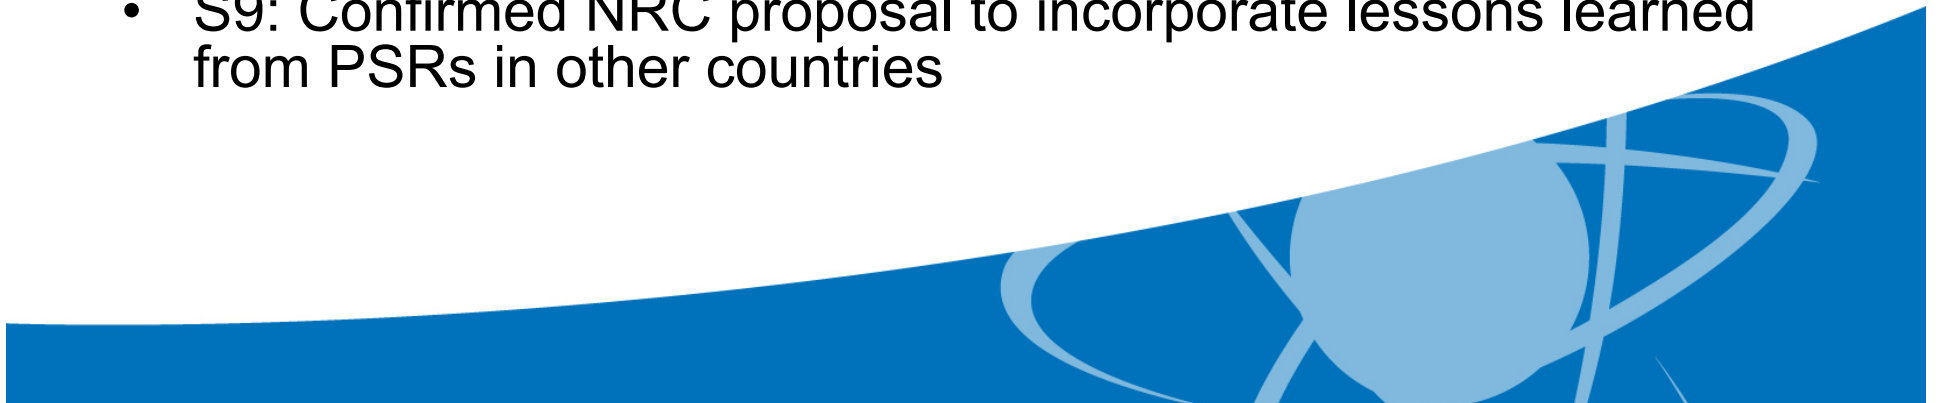 • S9: Confirmed NRC proposal to incorporate lessons learned
from PSRs in other countries